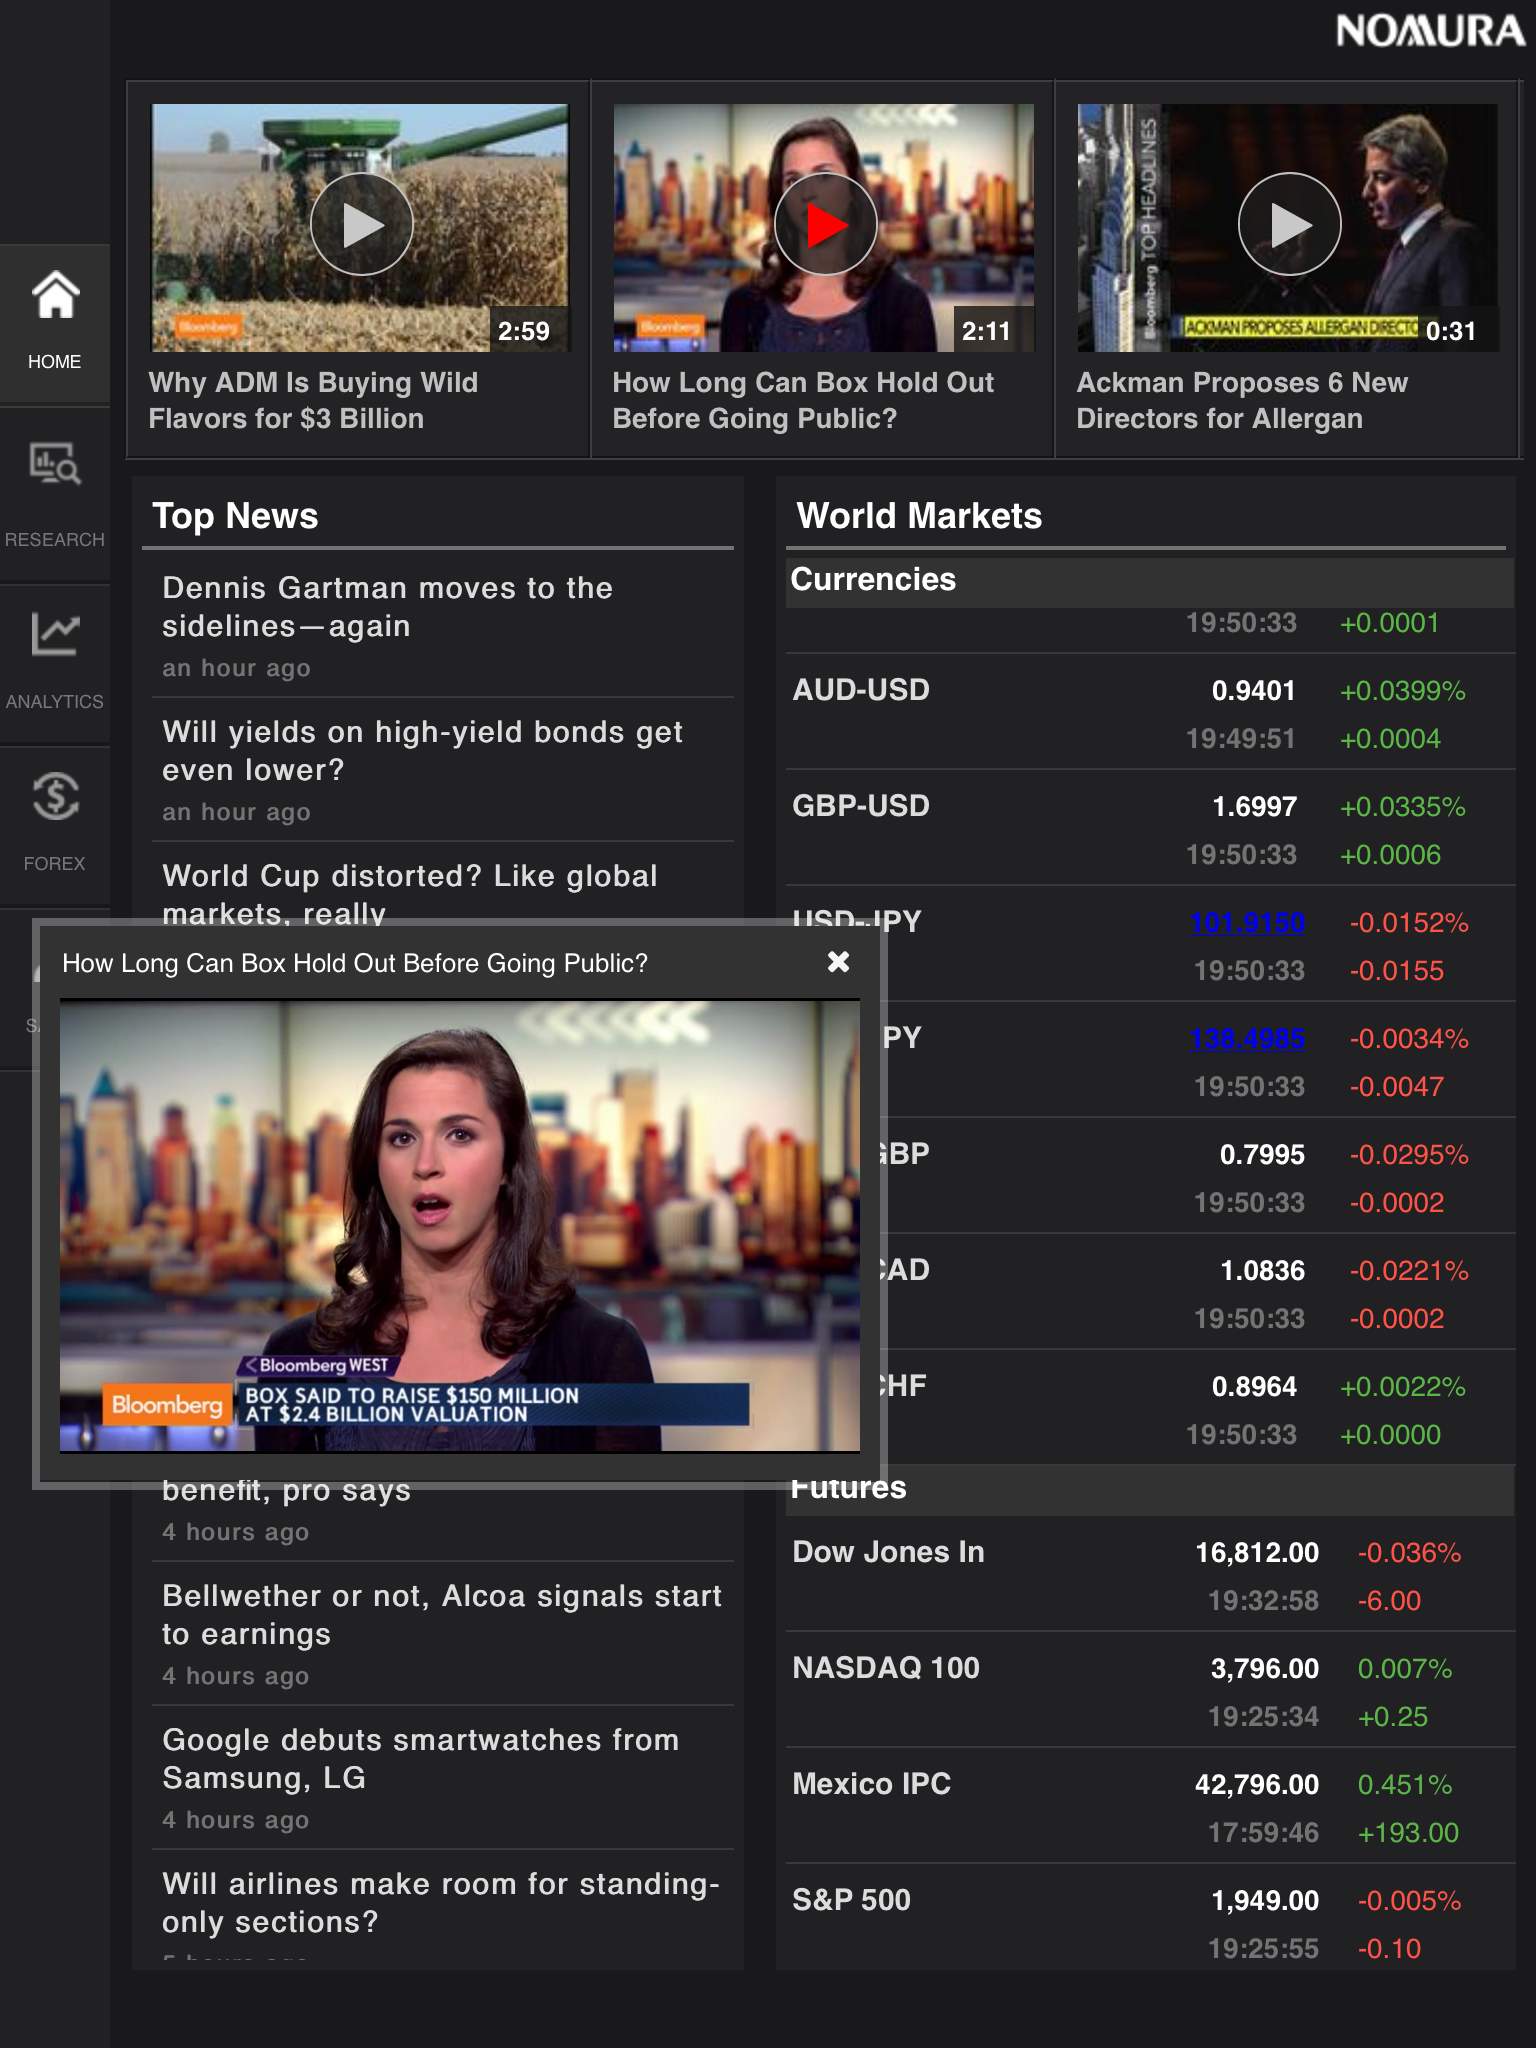 NOMURA
HOME
RESEARCH
ANALYTICS
FOREX
Bloomberg
2:59
Why ADM Is Buying Wild
Flavors for $3 Billion
Bloomberg
2:11
How Long Can Box Hold Out
Before Going Public?
Bloomberg TOP HEADLINES
ACKMAN PROPOSES ALLERGAN DIRECTO
0:31
Ackman Proposes 6 New
Directors for Allergan
Top News
Dennis Gartman moves to the
sidelines—again
an hour ago
Will yields on high-yield bonds get
even lower?
an hour ago
World Cup distorted? Like global
markets, really
How Long Can Box Hold Out Before Going Public?
Bloomberg WEST
Bloomberg
BOX SAID TO RAISE $150 MILLION
AT $2.4 BILLION VALUATION
benefit, pro says
4 hours ago
Bellwether or not, Alcoa signals start
to earnings
4 hours ago
Google debuts smartwatches from
Samsung, LG
4 hours ago
Will airlines make room for standing-
only sections?
World Markets
Currencies
19:50:33 +0.0001
AUD-USD 0.9401 +0.0399%
19:49:51 +0.0004
GBP-USD 1.6997 +0.0335%
19:50:33 +0.0006
USD-JPY 101.9150 -0.0152%
19:50:33 -0.0155
PY 138.4985 -0.0034%
19:50:33 -0.0047
GBP 0.7995 -0.0295%
19:50:33 -0.0002
CAD 1.0836 -0.0221%
19:50:33 -0.0002
CHF 0.8964 +0.0022%
19:50:33 +0.0000
Futures
Dow Jones In 16,812.00 -0.036%
19:32:58 -6.00
NASDAQ 100 3,796.00 0.007%
19:25:34 +0.25
Mexico IPC 42,796.00 0.451%
17:59:46 +193.00
S&P 500 1,949.00 -0.005%
19:25:55 -0.10